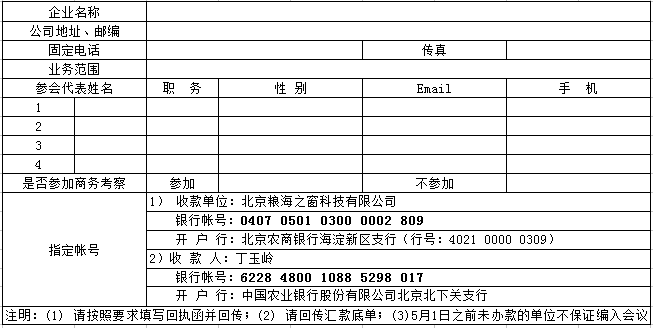 企业名称
公司地址、邮编
固定电话 传真
业务范围
参会代表姓名 职 务 性 别 Email 手 机
1
2
3
4
是否参加商务考察 参加 不参加
指定帐号
1） 收款单位：北京粮海之窗科技有限公司
银行帐号：0407 0501 0300 0002 809
开 户 行：北京农商银行海淀新区支行（行号：4021 0000 0309）
2）收 款 人：丁玉岭
银行帐号：6228 4800 1088 5298 017
开 户 行：中国农业银行股份有限公司北京北下关支行
注明：(1) 请按照要求填写回执函并回传；(2) 请回传汇款底单；(3)5月1日之前未办款的单位不保证编入会议